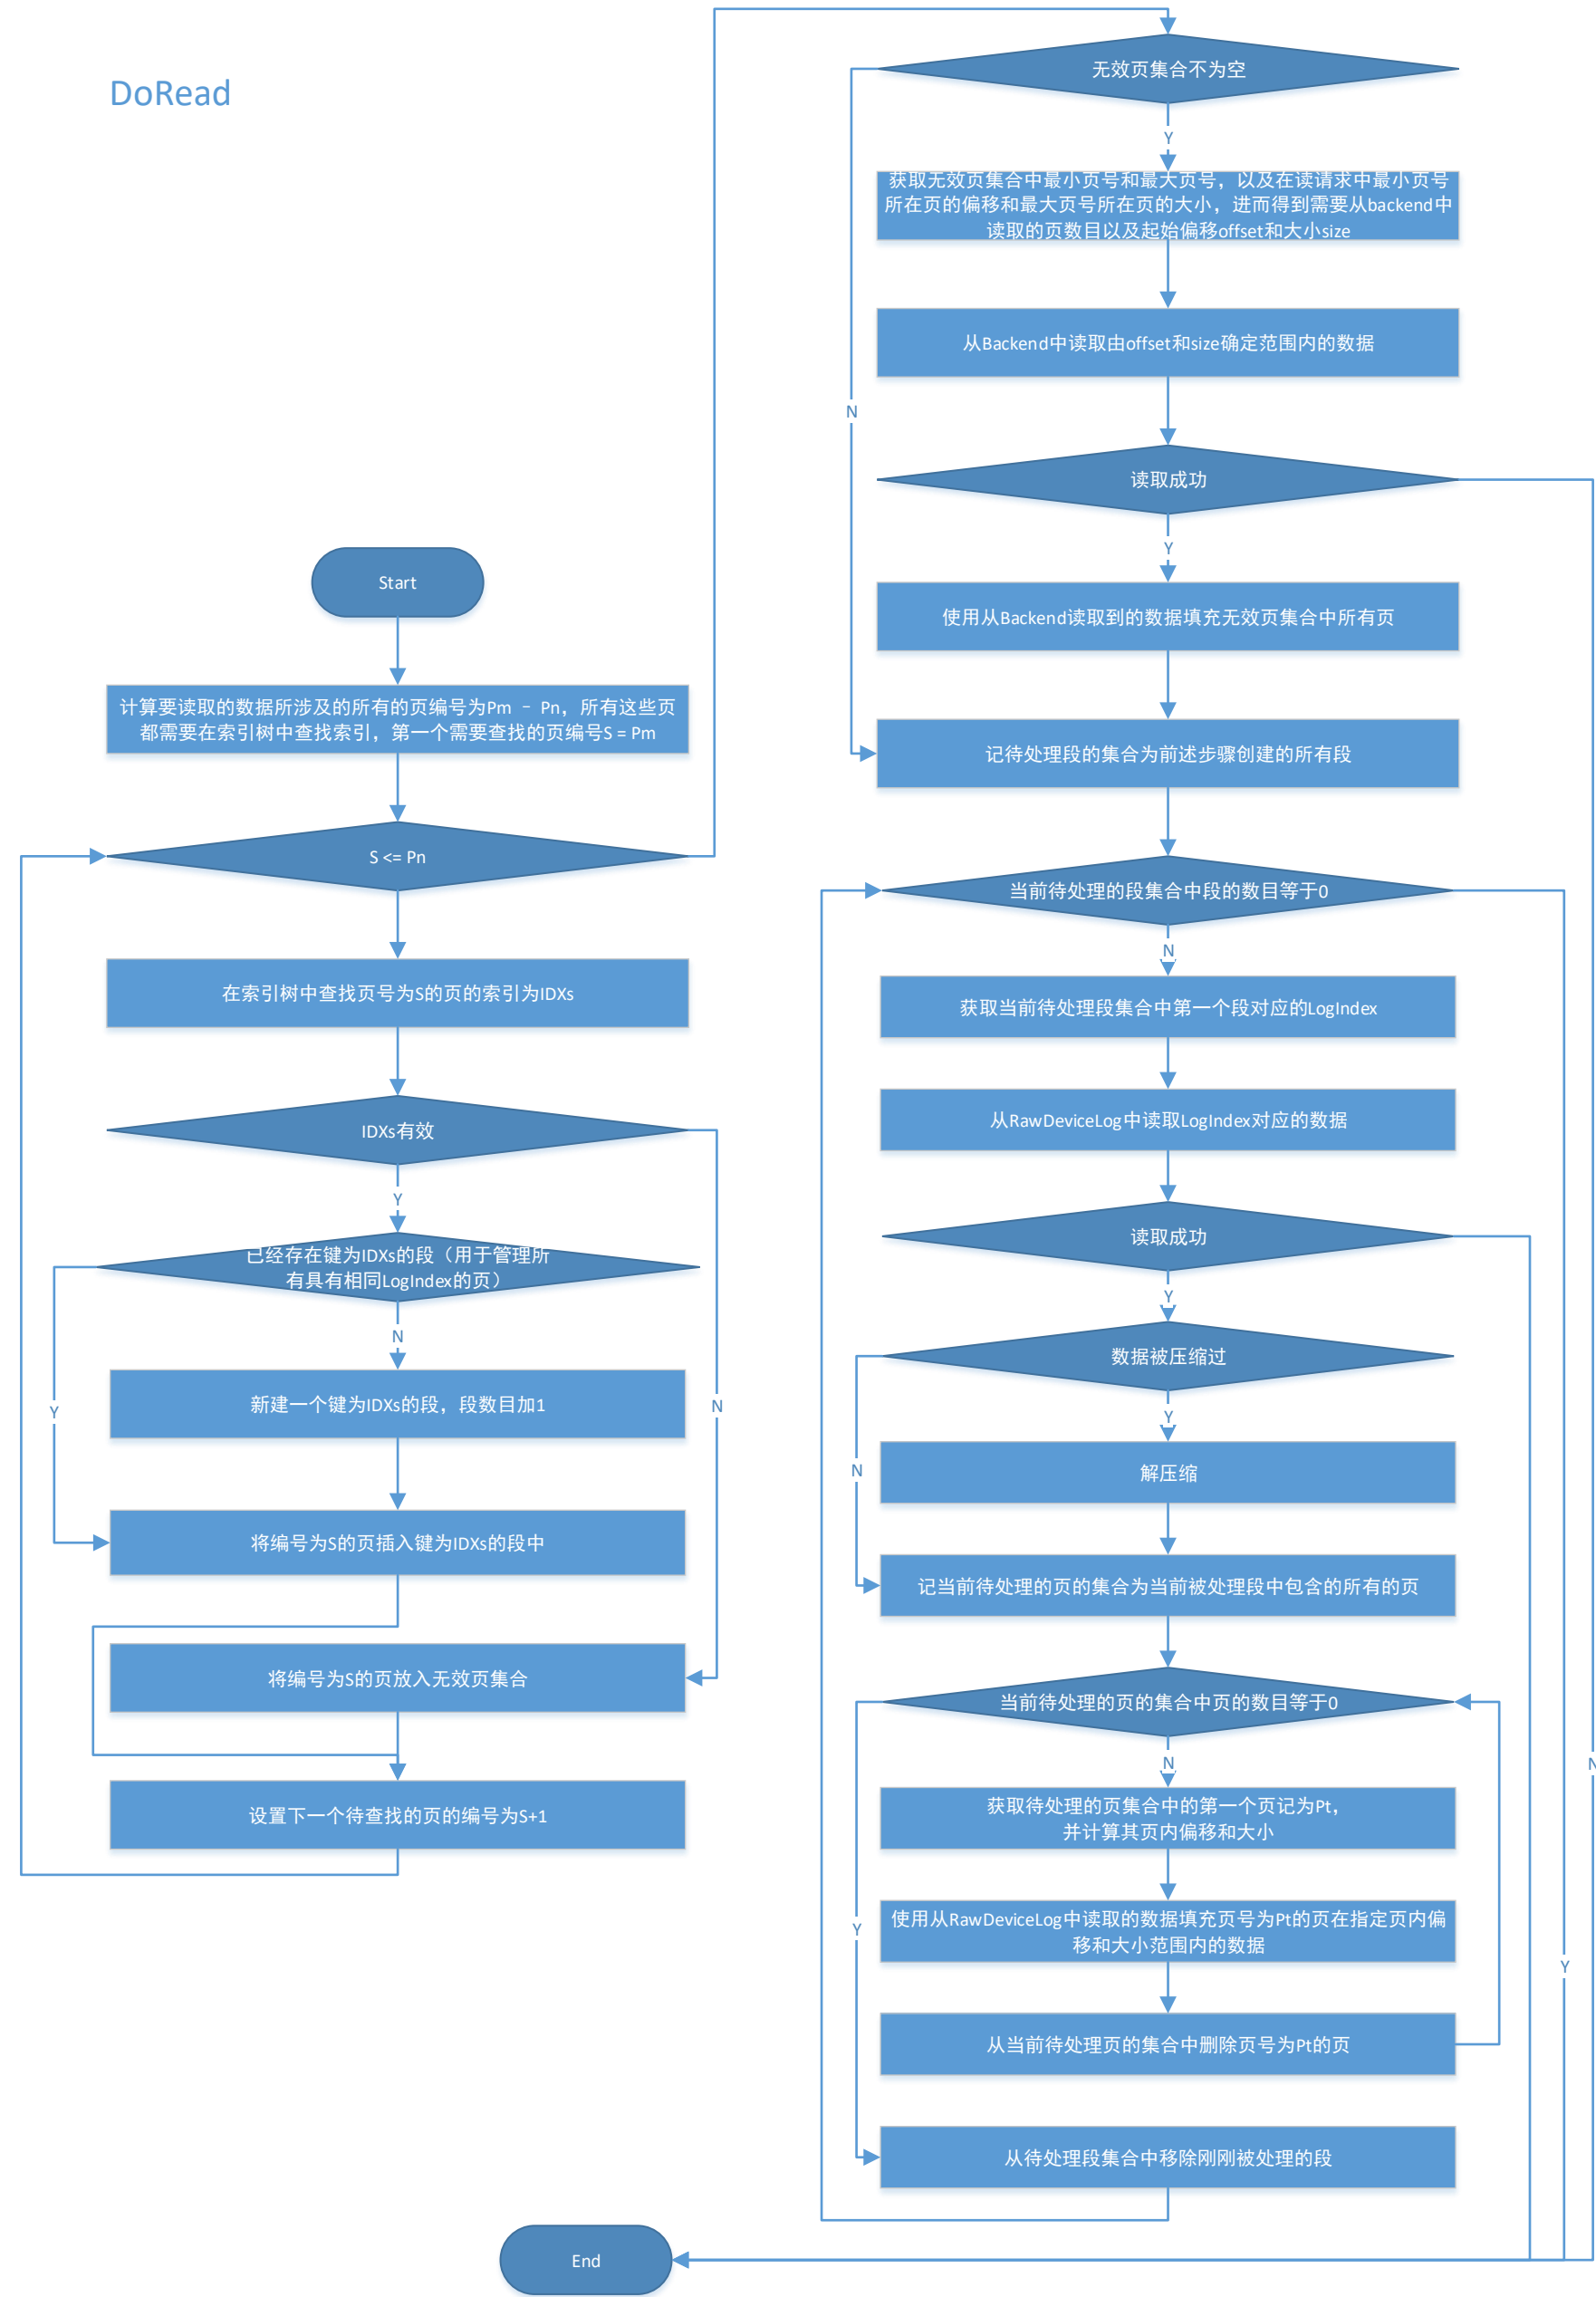 DoRead
Start
计算要读取的数据所涉及的所有的页编号为Pm – Pn，所有这些页
都需要在索引树中查找索引，第一个需要查找的页编号S = Pm
S <= Pn
在索引树中查找页号为S的页的索引为IDXs
IDXs有效
Y
已经存在键为IDXs的段（用于管理所
有具有相同LogIndex的页）
N
新建一个键为IDXs的段，段数目加1
Y
N
将编号为S的页插入键为IDXs的段中
将编号为S的页放入无效页集合
设置下一个待查找的页的编号为S+1
无效页集合不为空
Y
获取无效页集合中最小页号和最大页号，以及在读请求中最小页号
所在页的偏移和最大页号所在页的大小，进而得到需要从backend中
读取的页数目以及起始偏移offset和大小size
从Backend中读取由offset和size确定范围内的数据
N
读取成功
Y
使用从Backend读取到的数据填充无效页集合中所有页
记待处理段的集合为前述步骤创建的所有段
当前待处理的段集合中段的数目等于0
N
获取当前待处理段集合中第一个段对应的LogIndex
从RawDeviceLog中读取LogIndex对应的数据
读取成功
Y
数据被压缩过
Y
N
解压缩
记当前待处理的页的集合为当前被处理段中包含的所有的页
当前待处理的页的集合中页的数目等于0
N
N
获取待处理的页集合中的第一个页记为Pt，
并计算其页内偏移和大小
Y
使用从RawDeviceLog中读取的数据填充页号为Pt的页在指定页内偏
移和大小范围内的数据
Y
从当前待处理页的集合中删除页号为Pt的页
从待处理段集合中移除刚刚被处理的段
End